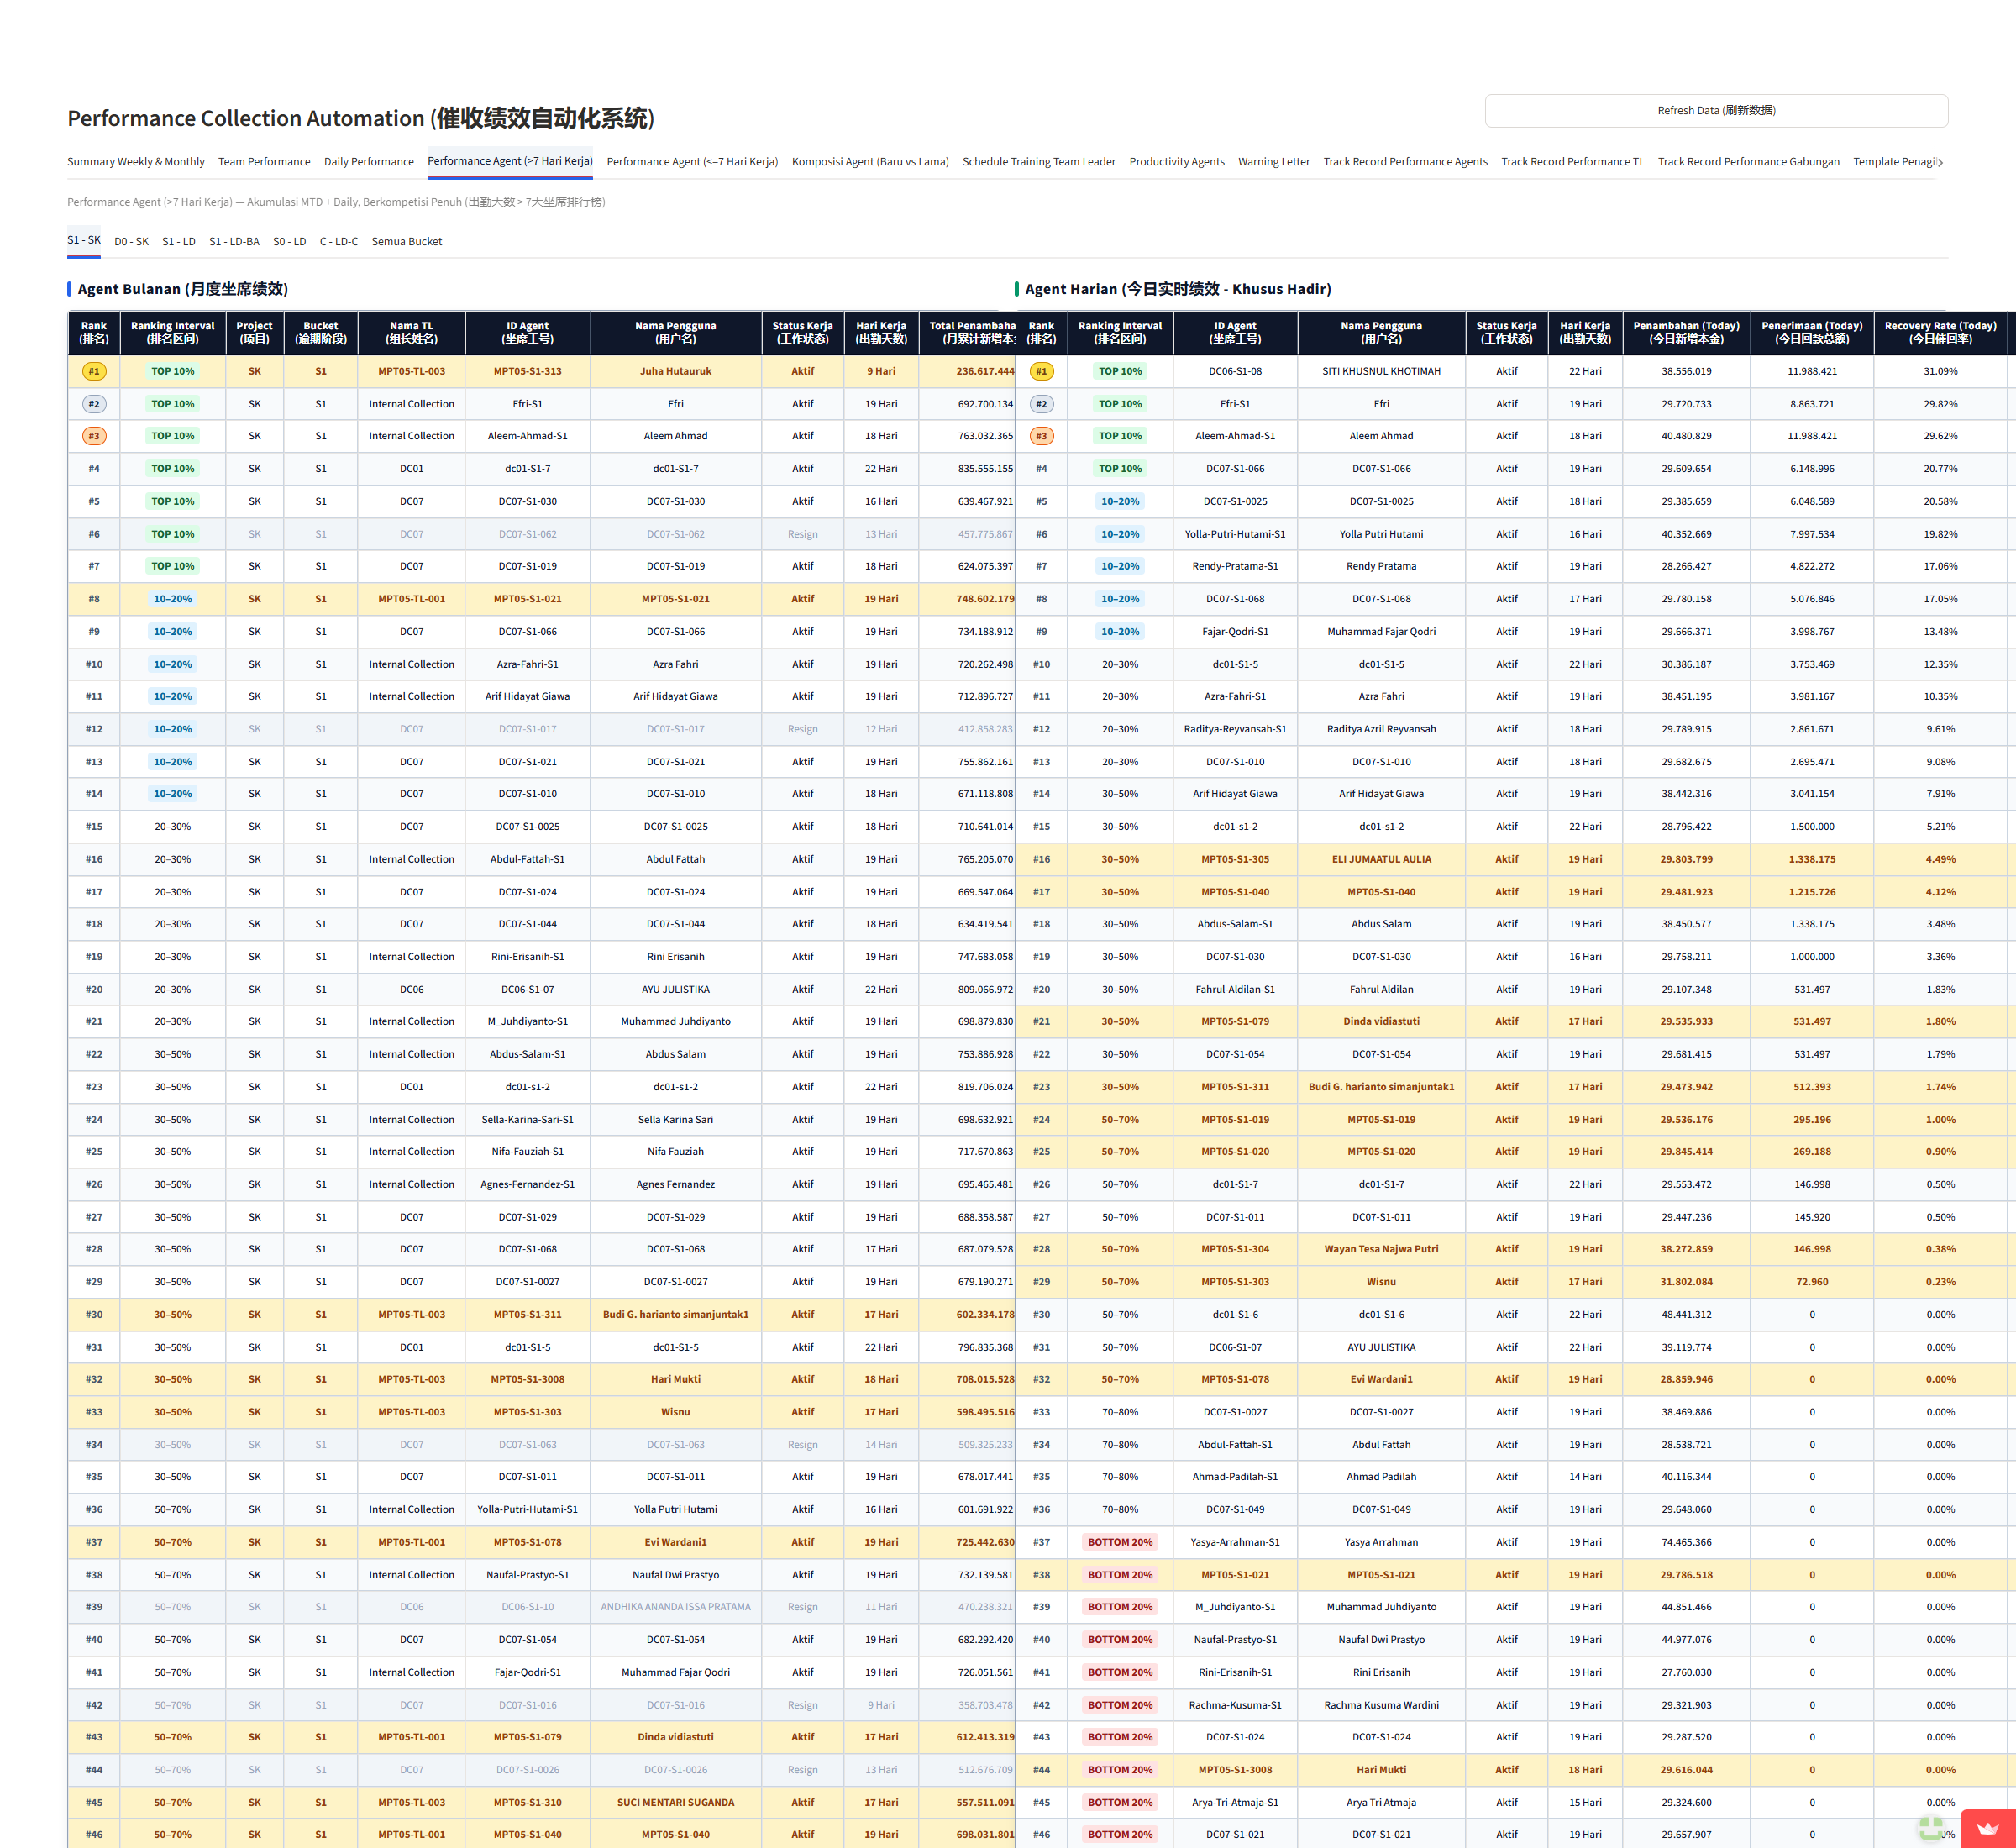 Performance Collection Automation (催收绩效自动化系统)
Refresh Data (刷新数据)
Summary Weekly & Monthly Team Performance Daily Performance Performance Agent (>7 Hari Kerja) Performance Agent (<=7 Hari Kerja) Komposisi Agent (Baru vs Lama) Schedule Training Team Leader Productivity Agents Warning Letter Track Record Performance Agents Track Record Performance TL Track Record Performance Gabungan Template Penagi
Performance Agent (>7 Hari Kerja) — Akumulasi MTD + Daily, Berkompetisi Penuh (出勤天数 > 7天坐席排行榜)
S1 - SK D0 - SK S1 - LD S1 - LD-BA S0 - LD C - LD-C Semua Bucket
Agent Bulanan (月度坐席绩效)
Rank Ranking Interval Project Bucket Nama TL ID Agent Nama Pengguna Status Kerja Hari Kerja Total Penambaha
(排名) (排名区间) (项目) (逾期阶段) (组长姓名) (坐席工号) (用户名) (工作状态) (出勤天数) (月累计新增本
#1 TOP 10% SK S1 MPT05-TL-003 MPT05-S1-313 Juha Hutauruk Aktif 9 Hari 236.617.444
#2 TOP 10% SK S1 Internal Collection Efri-S1 Efri Aktif 19 Hari 692.700.134
#3 TOP 10% SK S1 Internal Collection Aleem-Ahmad-S1 Aleem Ahmad Aktif 18 Hari 763.032.365
#4 TOP 10% SK S1 DC01 dc01-S1-7 dc01-S1-7 Aktif 22 Hari 835.555.155
#5 TOP 10% SK S1 DC07 DC07-S1-030 DC07-S1-030 Aktif 16 Hari 639.467.921
#6 TOP 10% SK S1 DC07 DC07-S1-062 DC07-S1-062 Resign 13 Hari 457.775.867
#7 TOP 10% SK S1 DC07 DC07-S1-019 DC07-S1-019 Aktif 18 Hari 624.075.397
#8 10–20% SK S1 MPT05-TL-001 MPT05-S1-021 MPT05-S1-021 Aktif 19 Hari 748.602.179
#9 10–20% SK S1 DC07 DC07-S1-066 DC07-S1-066 Aktif 19 Hari 734.188.912
#10 10–20% SK S1 Internal Collection Azra-Fahri-S1 Azra Fahri Aktif 19 Hari 720.262.498
#11 10–20% SK S1 Internal Collection Arif Hidayat Giawa Arif Hidayat Giawa Aktif 19 Hari 712.896.727
#12 10–20% SK S1 DC07 DC07-S1-017 DC07-S1-017 Resign 12 Hari 412.858.283
#13 10–20% SK S1 DC07 DC07-S1-021 DC07-S1-021 Aktif 19 Hari 755.862.161
#14 10–20% SK S1 DC07 DC07-S1-010 DC07-S1-010 Aktif 18 Hari 671.118.808
#15 20–30% SK S1 DC07 DC07-S1-0025 DC07-S1-0025 Aktif 18 Hari 710.641.014
#16 20–30% SK S1 Internal Collection Abdul-Fattah-S1 Abdul Fattah Aktif 19 Hari 765.205.070
#17 20–30% SK S1 DC07 DC07-S1-024 DC07-S1-024 Aktif 19 Hari 669.547.064
#18 20–30% SK S1 DC07 DC07-S1-044 DC07-S1-044 Aktif 18 Hari 634.419.541
#19 20–30% SK S1 Internal Collection Rini-Erisanih-S1 Rini Erisanih Aktif 19 Hari 747.683.058
#20 20–30% SK S1 DC06 DC06-S1-07 AYU JULISTIKA Aktif 22 Hari 809.066.972
#21 20–30% SK S1 Internal Collection M_Juhdiyanto-S1 Muhammad Juhdiyanto Aktif 19 Hari 698.879.830
#22 30–50% SK S1 Internal Collection Abdus-Salam-S1 Abdus Salam Aktif 19 Hari 753.886.928
#23 30–50% SK S1 DC01 dc01-s1-2 dc01-s1-2 Aktif 22 Hari 819.706.024
#24 30–50% SK S1 Internal Collection Sella-Karina-Sari-S1 Sella Karina Sari Aktif 19 Hari 698.632.921
#25 30–50% SK S1 Internal Collection Nifa-Fauziah-S1 Nifa Fauziah Aktif 19 Hari 717.670.863
#26 30–50% SK S1 Internal Collection Agnes-Fernandez-S1 Agnes Fernandez Aktif 19 Hari 695.465.481
#27 30–50% SK S1 DC07 DC07-S1-029 DC07-S1-029 Aktif 19 Hari 688.358.587
#28 30–50% SK S1 DC07 DC07-S1-068 DC07-S1-068 Aktif 17 Hari 687.079.528
#29 30–50% SK S1 DC07 DC07-S1-0027 DC07-S1-0027 Aktif 19 Hari 679.190.271
#30 30–50% SK S1 MPT05-TL-003 MPT05-S1-311 Budi G. harianto simanjuntak1 Aktif 17 Hari 602.334.178
#31 30–50% SK S1 DC01 dc01-S1-5 dc01-S1-5 Aktif 22 Hari 796.835.368
#32 30–50% SK S1 MPT05-TL-003 MPT05-S1-3008 Hari Mukti Aktif 18 Hari 708.015.528
#33 30–50% SK S1 MPT05-TL-003 MPT05-S1-303 Wisnu Aktif 17 Hari 598.495.516
#34 30–50% SK S1 DC07 DC07-S1-063 DC07-S1-063 Resign 14 Hari 509.325.233
#35 30–50% SK S1 DC07 DC07-S1-011 DC07-S1-011 Aktif 19 Hari 678.017.441
#36 50–70% SK S1 Internal Collection Yolla-Putri-Hutami-S1 Yolla Putri Hutami Aktif 16 Hari 601.691.922
#37 50–70% SK S1 MPT05-TL-001 MPT05-S1-078 Evi Wardani1 Aktif 19 Hari 725.442.630
#38 50–70% SK S1 Internal Collection Naufal-Prastyo-S1 Naufal Dwi Prastyo Aktif 19 Hari 732.139.581
#39 50–70% SK S1 DC06 DC06-S1-10 ANDHIKA ANANDA ISSA PRATAMA Resign 11 Hari 470.238.321
#40 50–70% SK S1 DC07 DC07-S1-054 DC07-S1-054 Aktif 19 Hari 682.292.420
#41 50–70% SK S1 Internal Collection Fajar-Qodri-S1 Muhammad Fajar Qodri Aktif 19 Hari 726.051.561
#42 50–70% SK S1 DC07 DC07-S1-016 DC07-S1-016 Resign 9 Hari 358.703.478
#43 50–70% SK S1 MPT05-TL-001 MPT05-S1-079 Dinda vidiastuti Aktif 17 Hari 612.413.319
#44 50–70% SK S1 DC07 DC07-S1-0026 DC07-S1-0026 Resign 13 Hari 512.676.709
#45 50–70% SK S1 MPT05-TL-003 MPT05-S1-310 SUCI MENTARI SUGANDA Aktif 17 Hari 557.511.091
#46 50–70% SK S1 MPT05-TL-001 MPT05-S1-040 MPT05-S1-040 Aktif 19 Hari 698.031.801
Agent Harian (今日实时绩效 - Khusus Hadir)
Rank Ranking Interval ID Agent Nama Pengguna Status Kerja Hari Kerja Penambahan (Today) Penerimaan (Today) Recovery Rate (Today)
(排名) (排名区间) (坐席工号) (用户名) (工作状态) (出勤天数) (今日新增本金) (今日回款总额) (今日催回率)
#1 TOP 10% DC06-S1-08 SITI KHUSNUL KHOTIMAH Aktif 22 Hari 38.556.019 11.988.421 31.09%
#2 TOP 10% Efri-S1 Efri Aktif 19 Hari 29.720.733 8.863.721 29.82%
#3 TOP 10% Aleem-Ahmad-S1 Aleem Ahmad Aktif 18 Hari 40.480.829 11.988.421 29.62%
#4 TOP 10% DC07-S1-066 DC07-S1-066 Aktif 19 Hari 29.609.654 6.148.996 20.77%
#5 10–20% DC07-S1-0025 DC07-S1-0025 Aktif 18 Hari 29.385.659 6.048.589 20.58%
#6 10–20% Yolla-Putri-Hutami-S1 Yolla Putri Hutami Aktif 16 Hari 40.352.669 7.997.534 19.82%
#7 10–20% Rendy-Pratama-S1 Rendy Pratama Aktif 19 Hari 28.266.427 4.822.272 17.06%
#8 10–20% DC07-S1-068 DC07-S1-068 Aktif 17 Hari 29.780.158 5.076.846 17.05%
#9 10–20% Fajar-Qodri-S1 Muhammad Fajar Qodri Aktif 19 Hari 29.666.371 3.998.767 13.48%
#10 20–30% dc01-S1-5 dc01-S1-5 Aktif 22 Hari 30.386.187 3.753.469 12.35%
#11 20–30% Azra-Fahri-S1 Azra Fahri Aktif 19 Hari 38.451.195 3.981.167 10.35%
#12 20–30% Raditya-Reyvansah-S1 Raditya Azril Reyvansah Aktif 18 Hari 29.789.915 2.861.671 9.61%
#13 20–30% DC07-S1-010 DC07-S1-010 Aktif 18 Hari 29.682.675 2.695.471 9.08%
#14 30–50% Arif Hidayat Giawa Arif Hidayat Giawa Aktif 19 Hari 38.442.316 3.041.154 7.91%
#15 30–50% dc01-s1-2 dc01-s1-2 Aktif 22 Hari 28.796.422 1.500.000 5.21%
#16 30–50% MPT05-S1-305 ELI JUMAATUL AULIA Aktif 19 Hari 29.803.799 1.338.175 4.49%
#17 30–50% MPT05-S1-040 MPT05-S1-040 Aktif 19 Hari 29.481.923 1.215.726 4.12%
#18 30–50% Abdus-Salam-S1 Abdus Salam Aktif 19 Hari 38.450.577 1.338.175 3.48%
#19 30–50% DC07-S1-030 DC07-S1-030 Aktif 16 Hari 29.758.211 1.000.000 3.36%
#20 30–50% Fahrul-Aldilan-S1 Fahrul Aldilan Aktif 19 Hari 29.107.348 531.497 1.83%
#21 30–50% MPT05-S1-079 Dinda vidiastuti Aktif 17 Hari 29.535.933 531.497 1.80%
#22 30–50% DC07-S1-054 DC07-S1-054 Aktif 19 Hari 29.681.415 531.497 1.79%
#23 30–50% MPT05-S1-311 Budi G. harianto simanjuntak1 Aktif 17 Hari 29.473.942 512.393 1.74%
#24 50–70% MPT05-S1-019 MPT05-S1-019 Aktif 19 Hari 29.536.176 295.196 1.00%
#25 50–70% MPT05-S1-020 MPT05-S1-020 Aktif 19 Hari 29.845.414 269.188 0.90%
#26 50–70% dc01-S1-7 dc01-S1-7 Aktif 22 Hari 29.553.472 146.998 0.50%
#27 50–70% DC07-S1-011 DC07-S1-011 Aktif 19 Hari 29.447.236 145.920 0.50%
#28 50–70% MPT05-S1-304 Wayan Tesa Najwa Putri Aktif 19 Hari 38.272.859 146.998 0.38%
#29 50–70% MPT05-S1-303 Wisnu Aktif 17 Hari 31.802.084 72.960 0.23%
#30 50–70% dc01-S1-6 dc01-S1-6 Aktif 22 Hari 48.441.312 0 0.00%
#31 50–70% DC06-S1-07 AYU JULISTIKA Aktif 22 Hari 39.119.774 0 0.00%
#32 50–70% MPT05-S1-078 Evi Wardani1 Aktif 19 Hari 28.859.946 0 0.00%
#33 70–80% DC07-S1-0027 DC07-S1-0027 Aktif 19 Hari 38.469.886 0 0.00%
#34 70–80% Abdul-Fattah-S1 Abdul Fattah Aktif 19 Hari 28.538.721 0 0.00%
#35 70–80% Ahmad-Padilah-S1 Ahmad Padilah Aktif 14 Hari 40.116.344 0 0.00%
#36 70–80% DC07-S1-049 DC07-S1-049 Aktif 19 Hari 29.648.060 0 0.00%
#37 BOTTOM 20% Yasya-Arrahman-S1 Yasya Arrahman Aktif 19 Hari 74.465.366 0 0.00%
#38 BOTTOM 20% MPT05-S1-021 MPT05-S1-021 Aktif 19 Hari 29.786.518 0 0.00%
#39 BOTTOM 20% M_Juhdiyanto-S1 Muhammad Juhdiyanto Aktif 19 Hari 44.851.466 0 0.00%
#40 BOTTOM 20% Naufal-Prastyo-S1 Naufal Dwi Prastyo Aktif 19 Hari 44.977.076 0 0.00%
#41 BOTTOM 20% Rini-Erisanih-S1 Rini Erisanih Aktif 19 Hari 27.760.030 0 0.00%
#42 BOTTOM 20% Rachma-Kusuma-S1 Rachma Kusuma Wardini Aktif 19 Hari 29.321.903 0 0.00%
#43 BOTTOM 20% DC07-S1-024 DC07-S1-024 Aktif 19 Hari 29.287.520 0 0.00%
#44 BOTTOM 20% MPT05-S1-3008 Hari Mukti Aktif 18 Hari 29.616.044 0 0.00%
#45 BOTTOM 20% Arya-Tri-Atmaja-S1 Arya Tri Atmaja Aktif 15 Hari 29.324.600 0 0.00%
#46 BOTTOM 20% DC07-S1-021 DC07-S1-021 Aktif 19 Hari 29.657.907 0